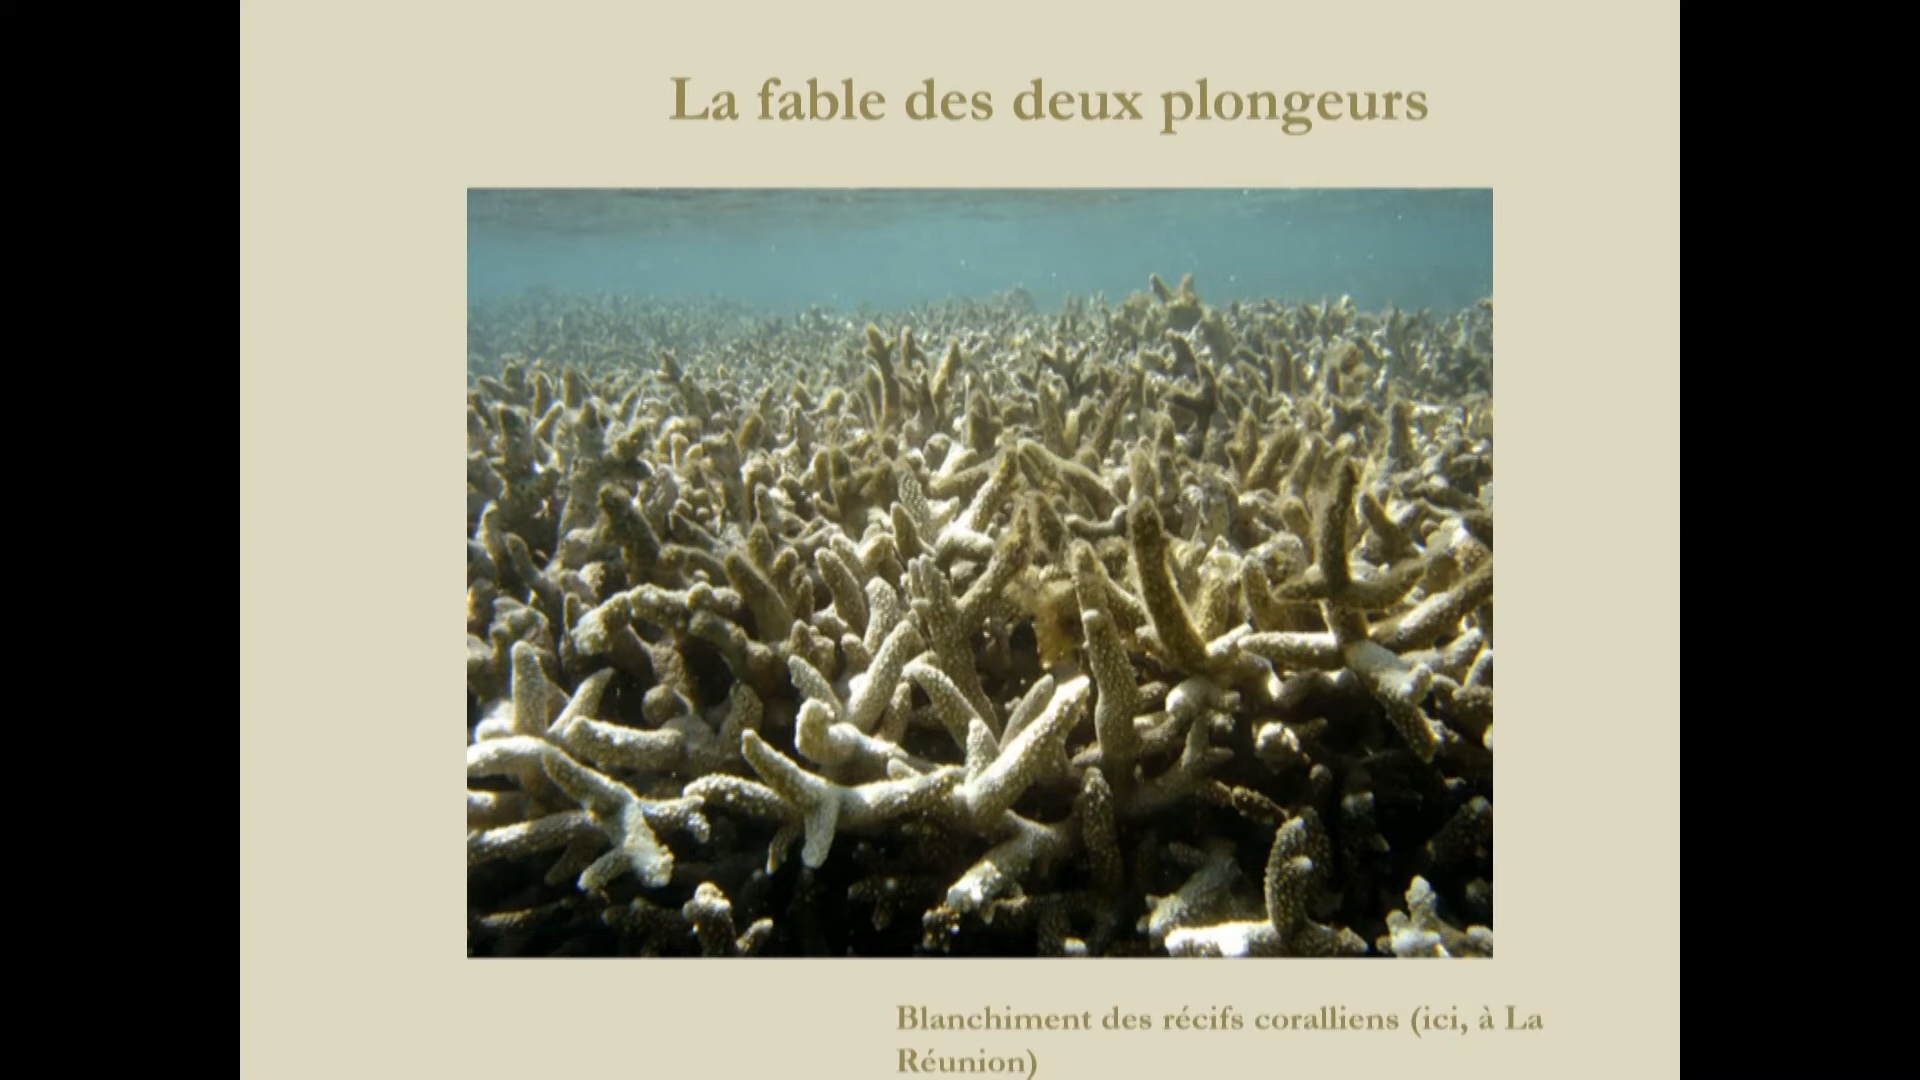 La fable des deux plongeurs
Blanchiment des récifs coralliens (ici, à La
Réunion)